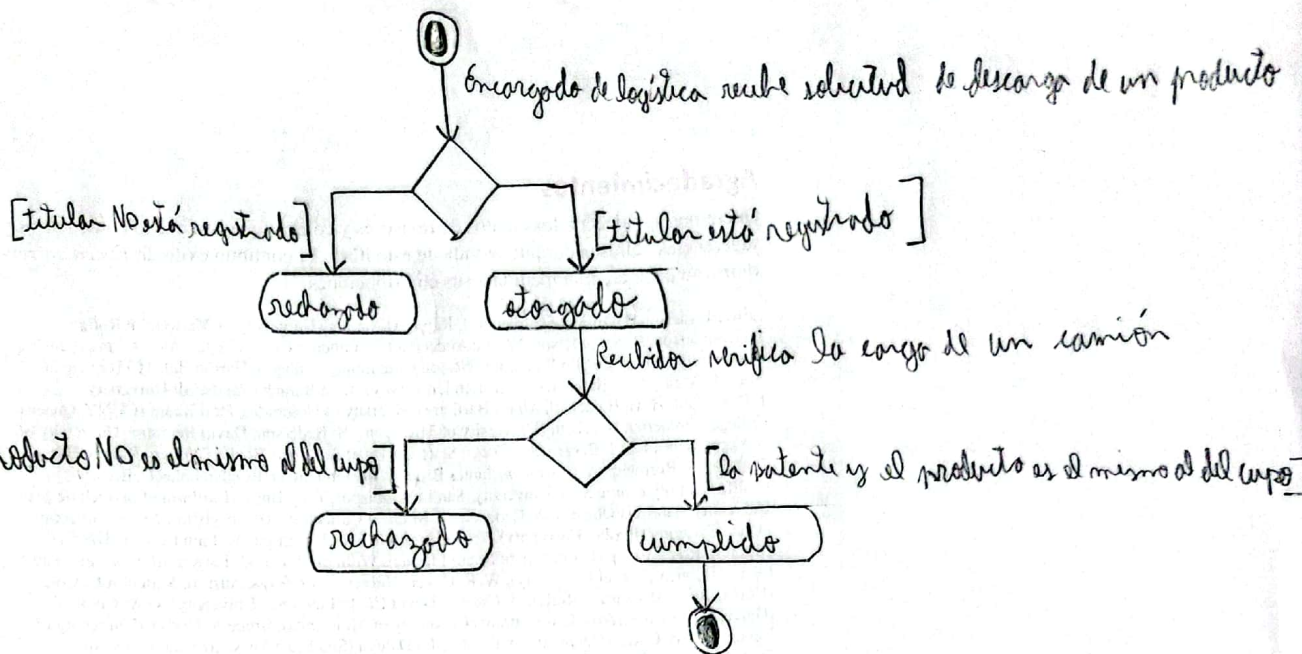 Encargado de logística recibe solicitud de descarga de un producto
[titular NO está registrado]
[titular está registrado]
rechazado
otorgado
Recibidor verifica la carga de un camión
producto NO es el mismo al del cupo]
[la patente y el producto es el mismo al del cupo]
rechazado
cumplido